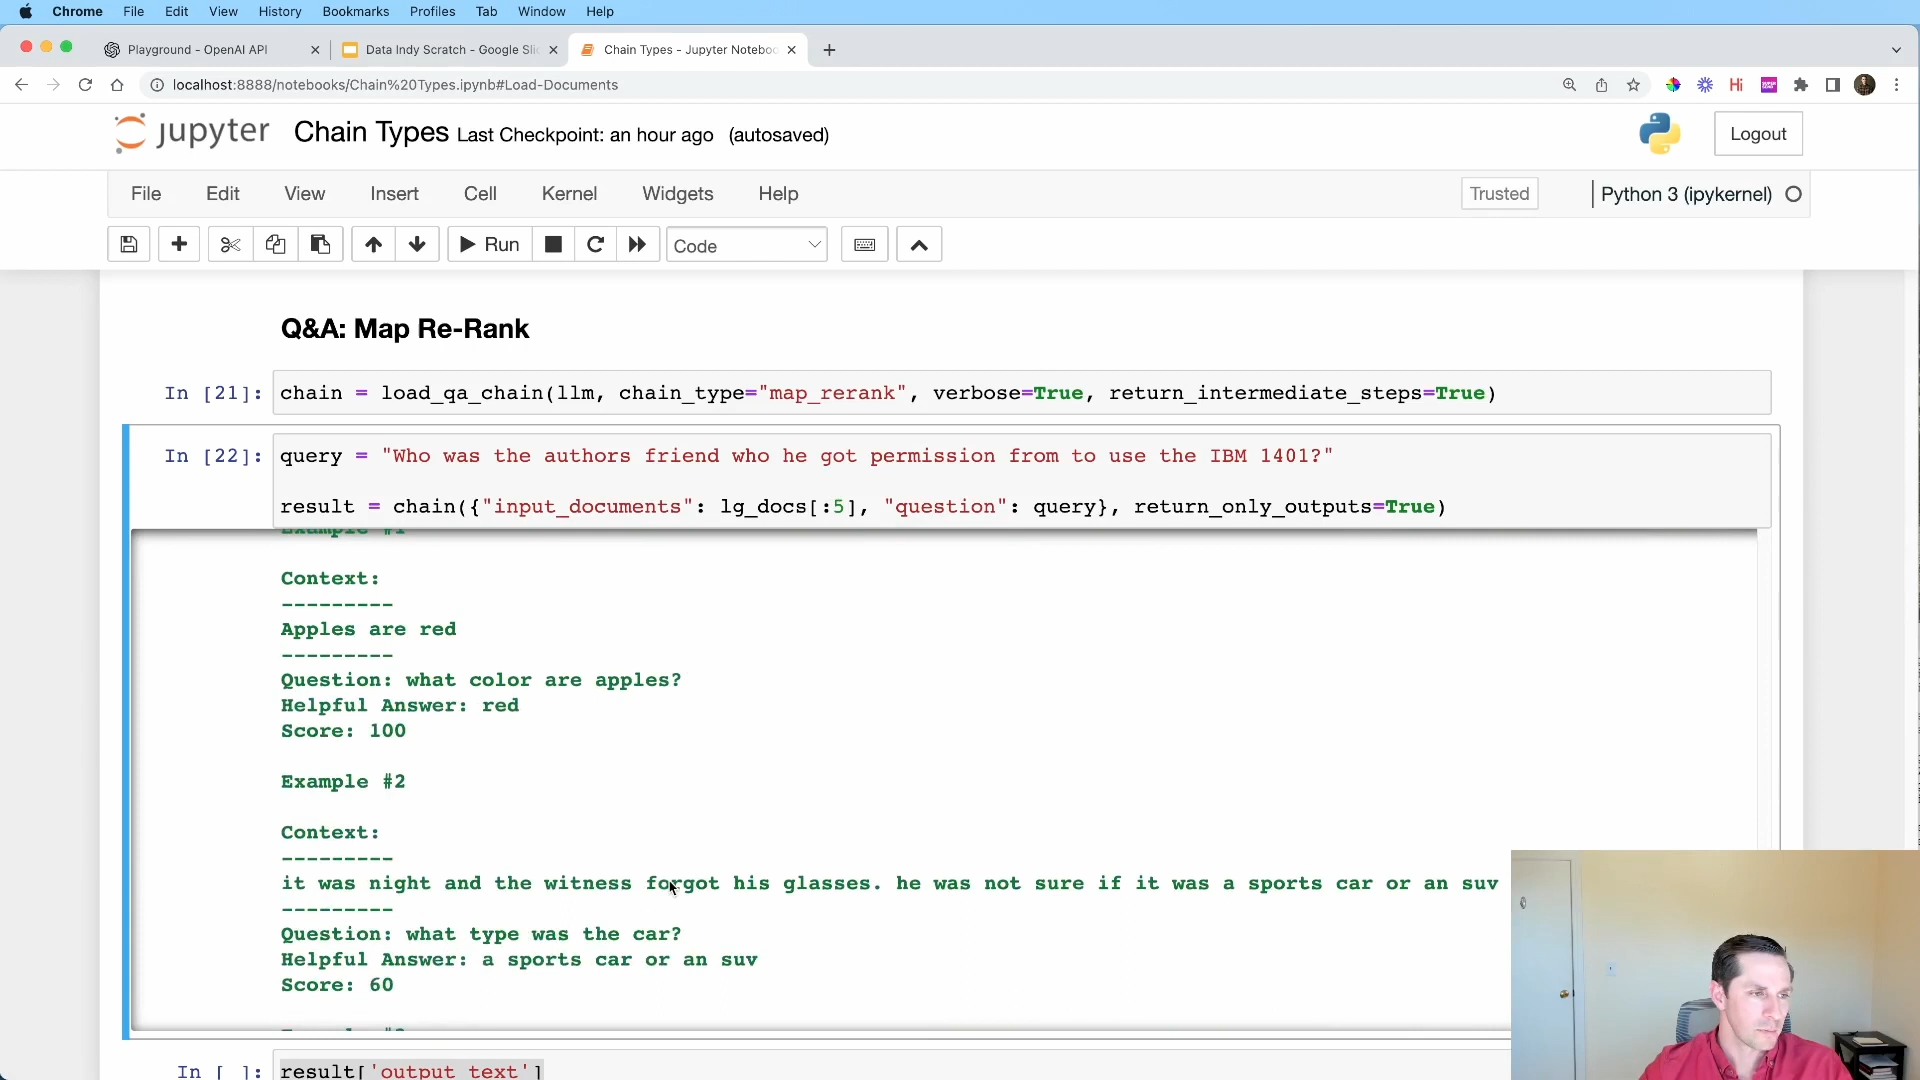 Chrome File Edit View History Bookmarks Profiles Tab Window Help
Playground - OpenAI API
Data Indy Scratch - Google Sli
Chain Types - Jupyter Noteboo
localhost:8888/notebooks/Chain%20Types.ipynb#Load-Documents
Hi
jupyter Chain Types Last Checkpoint: an hour ago (autosaved)
Logout
File Edit View Insert Cell Kernel Widgets Help
Trusted
Python 3 (ipykernel)
Run
Code
Q&A: Map Re-Rank
In [21]: chain = load_qa_chain(llm, chain_type="map_rerank", verbose=True, return_intermediate_steps=True)
In [22]: query = "Who was the authors friend who he got permission from to use the IBM 1401?"
result = chain({"input_documents": lg_docs[:5], "question": query}, return_only_outputs=True)
Example #1
Context:
---------
Apples are red
---------
Question: what color are apples?
Helpful Answer: red
Score: 100
Example #2
Context:
---------
it was night and the witness forgot his glasses. he was not sure if it was a sports car or an suv
---------
Question: what type was the car?
Helpful Answer: a sports car or an suv
Score: 60
In [ ]: result['output_text']